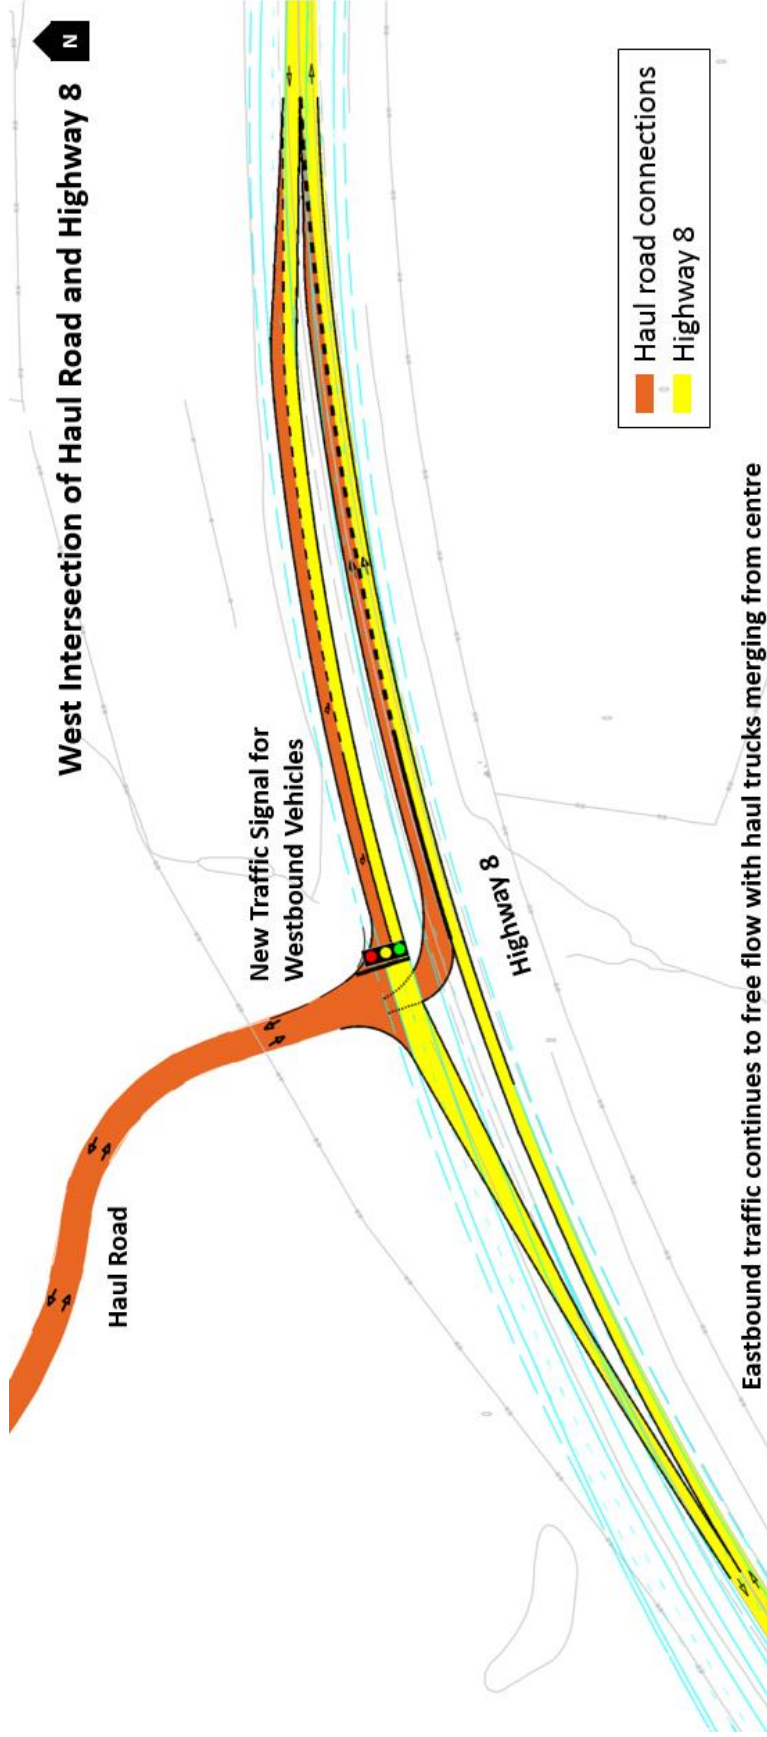 West Intersection of Haul Road and Highway 8
N
New Traffic Signal for
Westbound Vehicles
Haul Road
Highway 8
Haul road connections
Highway 8
Eastbound traffic continues to free flow with haul trucks merging from centre